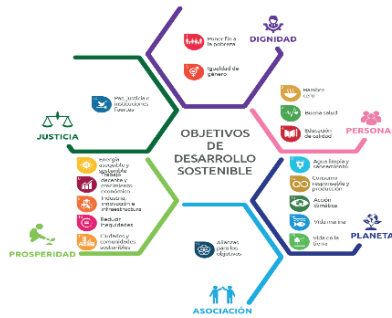 DIGNIDAD
Poner fin a
la pobreza
Igualdad de
género
JUSTICIA
Paz, justicia e
instituciones
fuertes
OBJETIVOS
DE
DESARROLLO
SOSTENIBLE
Hambre
cero
Buena salud
Educación
de calidad
PERSONA
Energía
asequible y
sostenible
Trabajo
decente y
crecimiento
económico
Industria,
innovación e
infraestructura
Reducir
inequidades
Ciudades y
comunidades
sostenibles
PROSPERIDAD
Agua limpia y
saneamiento
Consumo
responsable y
producción
Acción
climática
Vida marina
Vida en la
tierra
PLANETA
Alianzas
para los
objetivos
ASOCIACIÓN